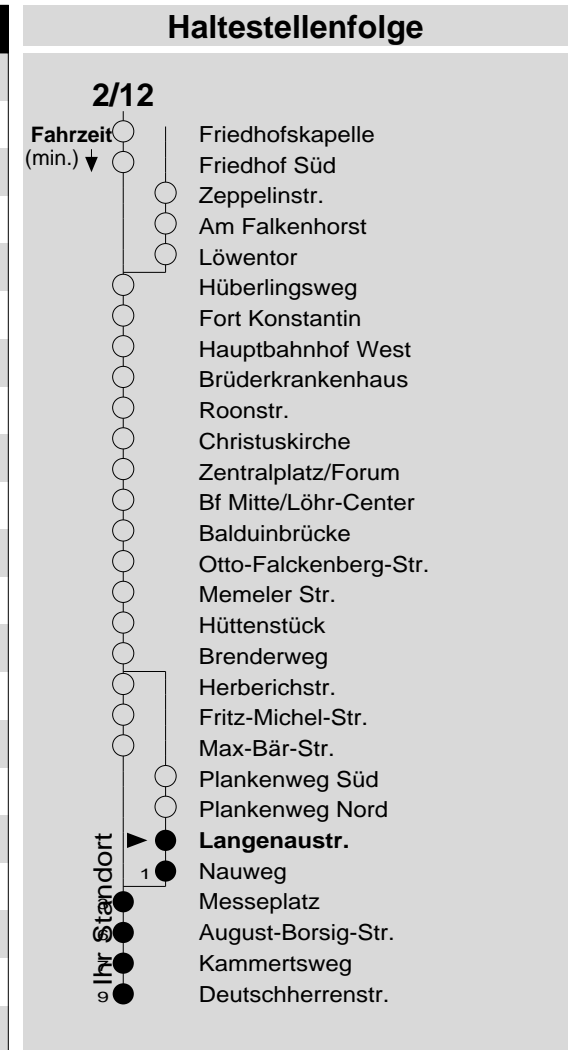 Haltestellenfolge
2/12
Fahrzeit
(min.)
Friedhofskapelle
Friedhof Süd
Zeppelinstr.
Am Falkenhorst
Löwentor
Hüberlingsweg
Fort Konstantin
Hauptbahnhof West
Brüderkrankenhaus
Roonstr.
Christuskirche
Zentralplatz/Forum
Bf Mitte/Löhr-Center
Balduinbrücke
Otto-Falckenberg-Str.
Memeler Str.
Hüttenstück
Brenderweg
Herberichstr.
Fritz-Michel-Str.
Max-Bär-Str.
Plankenweg Süd
Plankenweg Nord
Langenaustr.
1 Nauweg
Messeplatz
August-Borsig-Str.
Kammertsweg
9 Deutschherrenstr.
Ihr Standort